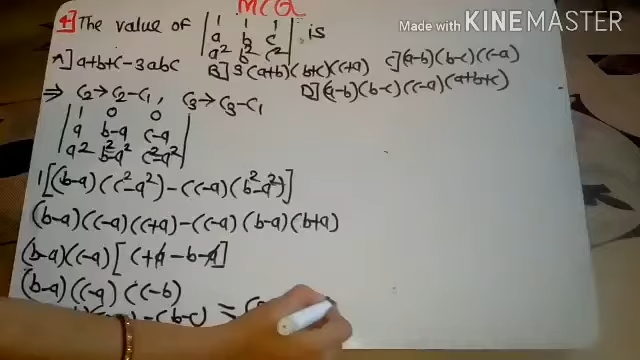 MCQ
Made with KINEMASTER
4] The value of | 1 1 1 | is
| a b c |
| a² b² c² |
A] a+b+c-3abc B] 3(a+b)(b+c)(c+a) C] (a-b)(b-c)(c-a)
D] (a-b)(b-c)(c-a)(a+b+c)
⇒ C₂→C₂-C₁, C₃→C₃-C₁
| 1 0 0 |
| a b-a c-a |
| a² b²-a² c²-a² |
1[(b-a)(c²-a²)-(c-a)(b²-a²)]
(b-a)(c-a)(c+a)-(c-a)(b-a)(b+a)
(b-a)(c-a)[c+a-b-a]
(b-a)(c-a)(c-b)
-(b-c) =